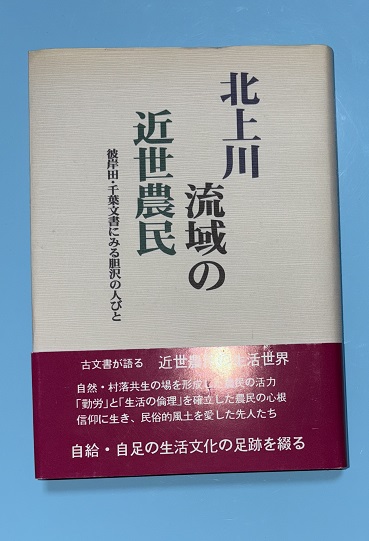 北上川
流域の
近世農民
彼岸田・千葉文書にみる胆沢の人びと
古文書が語る 近世農 生活世界
自然・村落共生の場を形成した農民の活力
「勤労」と「生活の倫理」を確立した農民の心根
信仰に生き、民俗的風土を愛した先人たち
自給・自足の生活文化の足跡を綴る